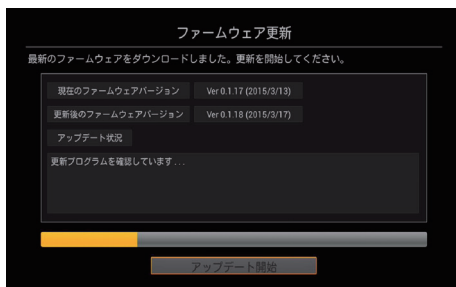 ファームウェア更新
最新のファームウェアをダウンロードしました。更新を開始してください。
現在のファームウェアバージョン Ver 0.1.17 (2015/3/13)
更新後のファームウェアバージョン Ver 0.1.18 (2015/3/17)
アップデート状況
更新プログラムを確認しています . . .
アップデート開始